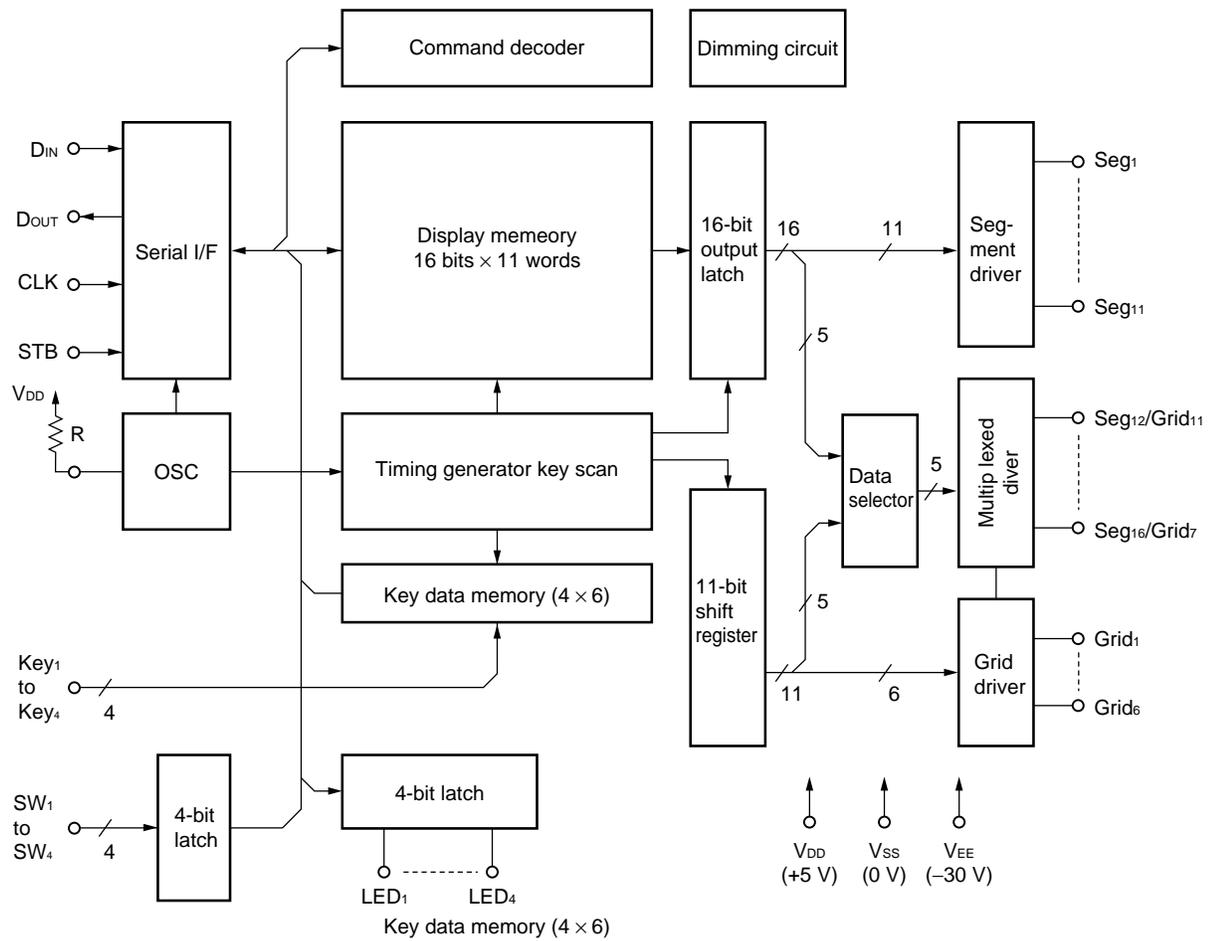 Command decoder
Dimming circuit
DIN
DOUT
CLK
STB
Serial I/F
Display memeory
16 bits × 11 words
16-bit
output
latch
16
11
5
Seg-
ment
driver
Seg1
Seg11
VDD
R
OSC
Timing generator key scan
Data
selector
5
Multip lexed
diver
Seg12/Grid11
Seg16/Grid7
Key data memory (4 × 6)
11-bit
shift
register
5
11
6
Grid
driver
Grid1
Grid6
Key1
to
Key4
4
SW1
to
SW4
4
4-bit
latch
4-bit latch
LED1
LED4
Key data memory (4 × 6)
VDD
(+5 V)
VSS
(0 V)
VEE
(–30 V)